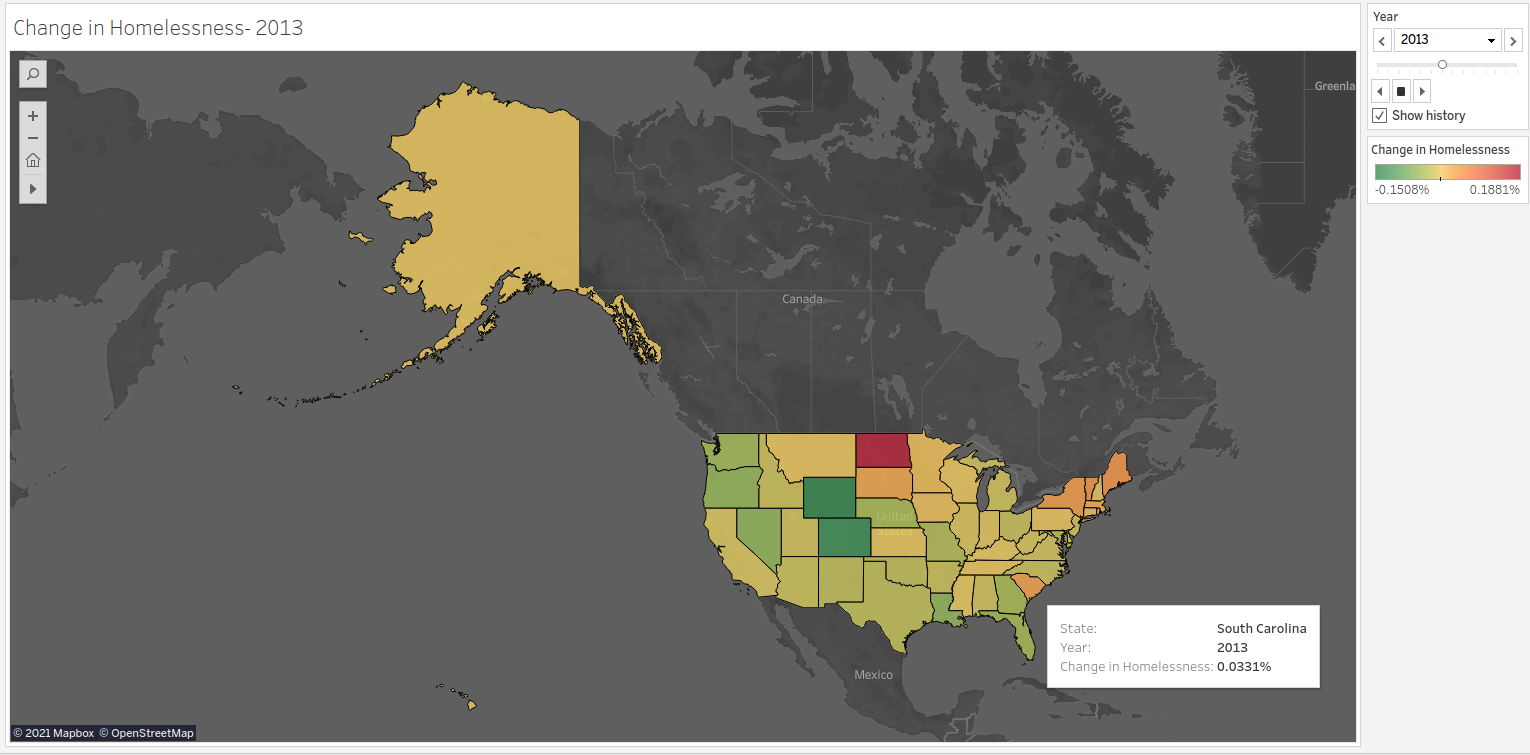 Change in Homelessness- 2013
Year
2013
Show history
Change in Homelessness
-0.1508% 0.1881%
Greenla
Canada
United
States
State: South Carolina
Year: 2013
Change in Homelessness: 0.0331%
Mexico
© 2021 Mapbox © OpenStreetMap